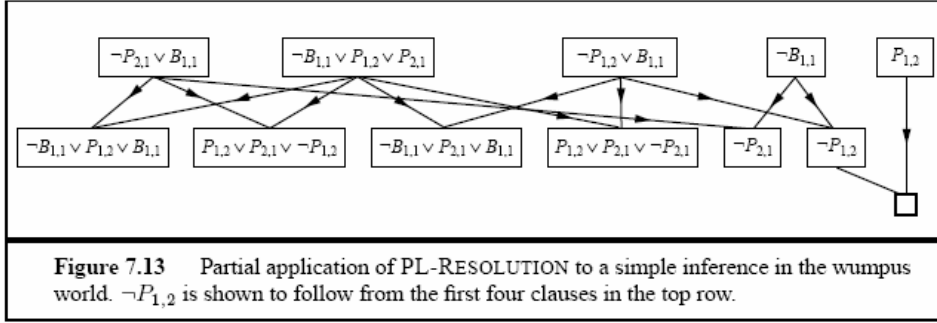 ¬P2,1 ∨ B1,1 ¬B1,1 ∨ P1,2 ∨ P2,1 ¬P1,2 ∨ B1,1 ¬B1,1 P1,2
¬B1,1 ∨ P1,2 ∨ B1,1 P1,2 ∨ P2,1 ∨ ¬P1,2 ¬B1,1 ∨ P2,1 ∨ B1,1 P1,2 ∨ P2,1 ∨ ¬P2,1 ¬P2,1 ¬P1,2
Figure 7.13 Partial application of PL-RESOLUTION to a simple inference in the wumpus
world. ¬P1,2 is shown to follow from the first four clauses in the top row.